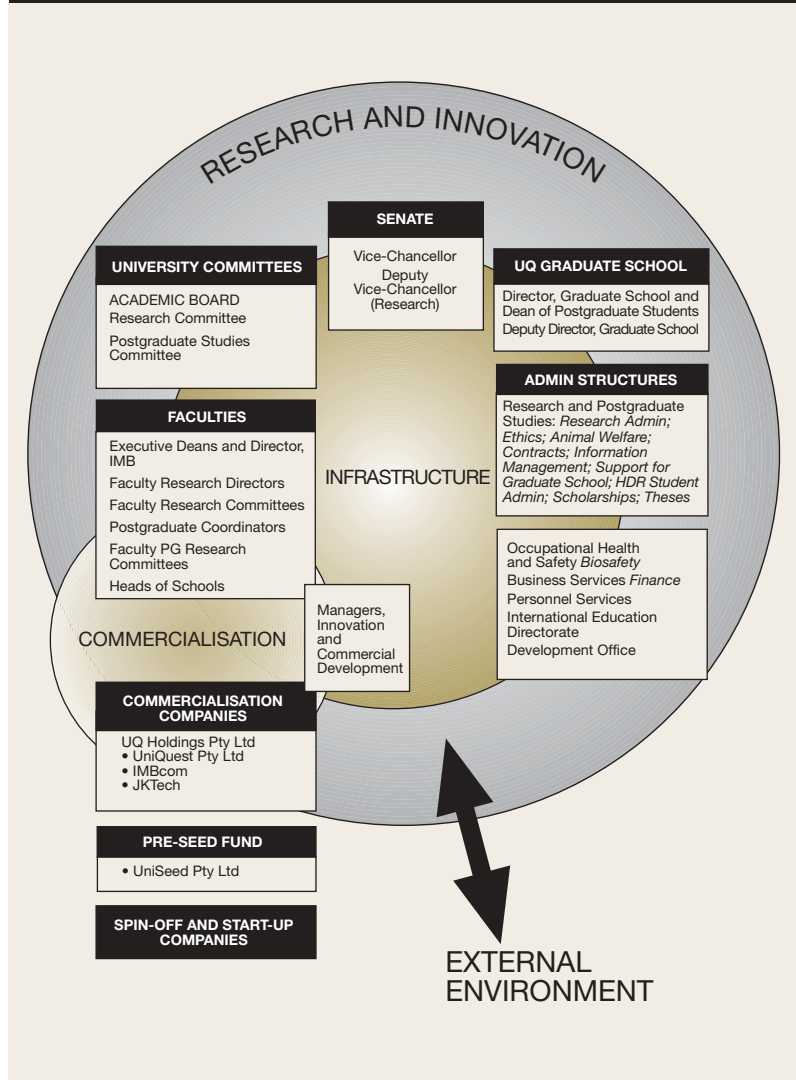 RESEARCH AND INNOVATION
SENATE
Vice-Chancellor
Deputy
Vice-Chancellor
(Research)
UNIVERSITY COMMITTEES
ACADEMIC BOARD
Research Committee
Postgraduate Studies
Committee
UQ GRADUATE SCHOOL
Director, Graduate School and
Dean of Postgraduate Students
Deputy Director, Graduate School
FACULTIES
Executive Deans and Director,
IMB
Faculty Research Directors
Faculty Research Committees
Postgraduate Coordinators
Faculty PG Research
Committees
Heads of Schools
INFRASTRUCTURE
ADMIN STRUCTURES
Research and Postgraduate
Studies: Research Admin;
Ethics; Animal Welfare;
Contracts; Information
Management; Support for
Graduate School; HDR Student
Admin; Scholarships; Theses
Occupational Health
and Safety Biosafety
Business Services Finance
Personnel Services
International Education
Directorate
Development Office
COMMERCIALISATION
Managers,
Innovation
and
Commercial
Development
COMMERCIALISATION
COMPANIES
UQ Holdings Pty Ltd
• UniQuest Pty Ltd
• IMBcom
• JKTech
PRE-SEED FUND
• UniSeed Pty Ltd
SPIN-OFF AND START-UP
COMPANIES
EXTERNAL
ENVIRONMENT